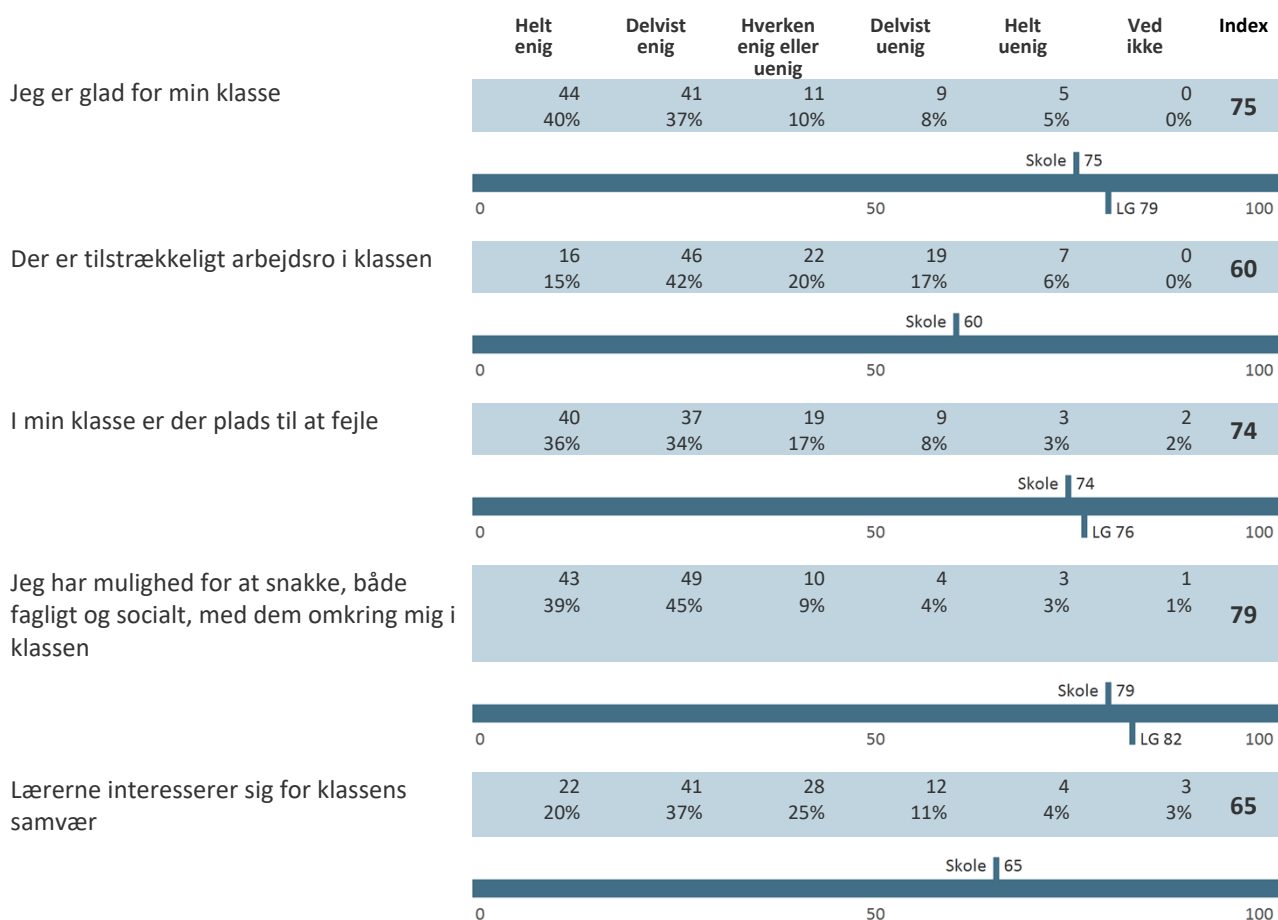 Helt enig Delvist enig Hverken enig eller uenig Delvist uenig Helt uenig Ved ikke Index
Jeg er glad for min klasse
44 41 11 9 5 0 75
40% 37% 10% 8% 5% 0%
Skole 75
LG 79
0 50 100
Der er tilstrækkeligt arbejdsro i klassen
16 46 22 19 7 0 60
15% 42% 20% 17% 6% 0%
Skole 60
0 50 100
I min klasse er der plads til at fejle
40 37 19 9 3 2 74
36% 34% 17% 8% 3% 2%
Skole 74
LG 76
0 50 100
Jeg har mulighed for at snakke, både
fagligt og socialt, med dem omkring mig i
klassen
43 49 10 4 3 1 79
39% 45% 9% 4% 3% 1%
Skole 79
LG 82
0 50 100
Lærerne interesserer sig for klassens
samvær
22 41 28 12 4 3 65
20% 37% 25% 11% 4% 3%
Skole 65
0 50 100